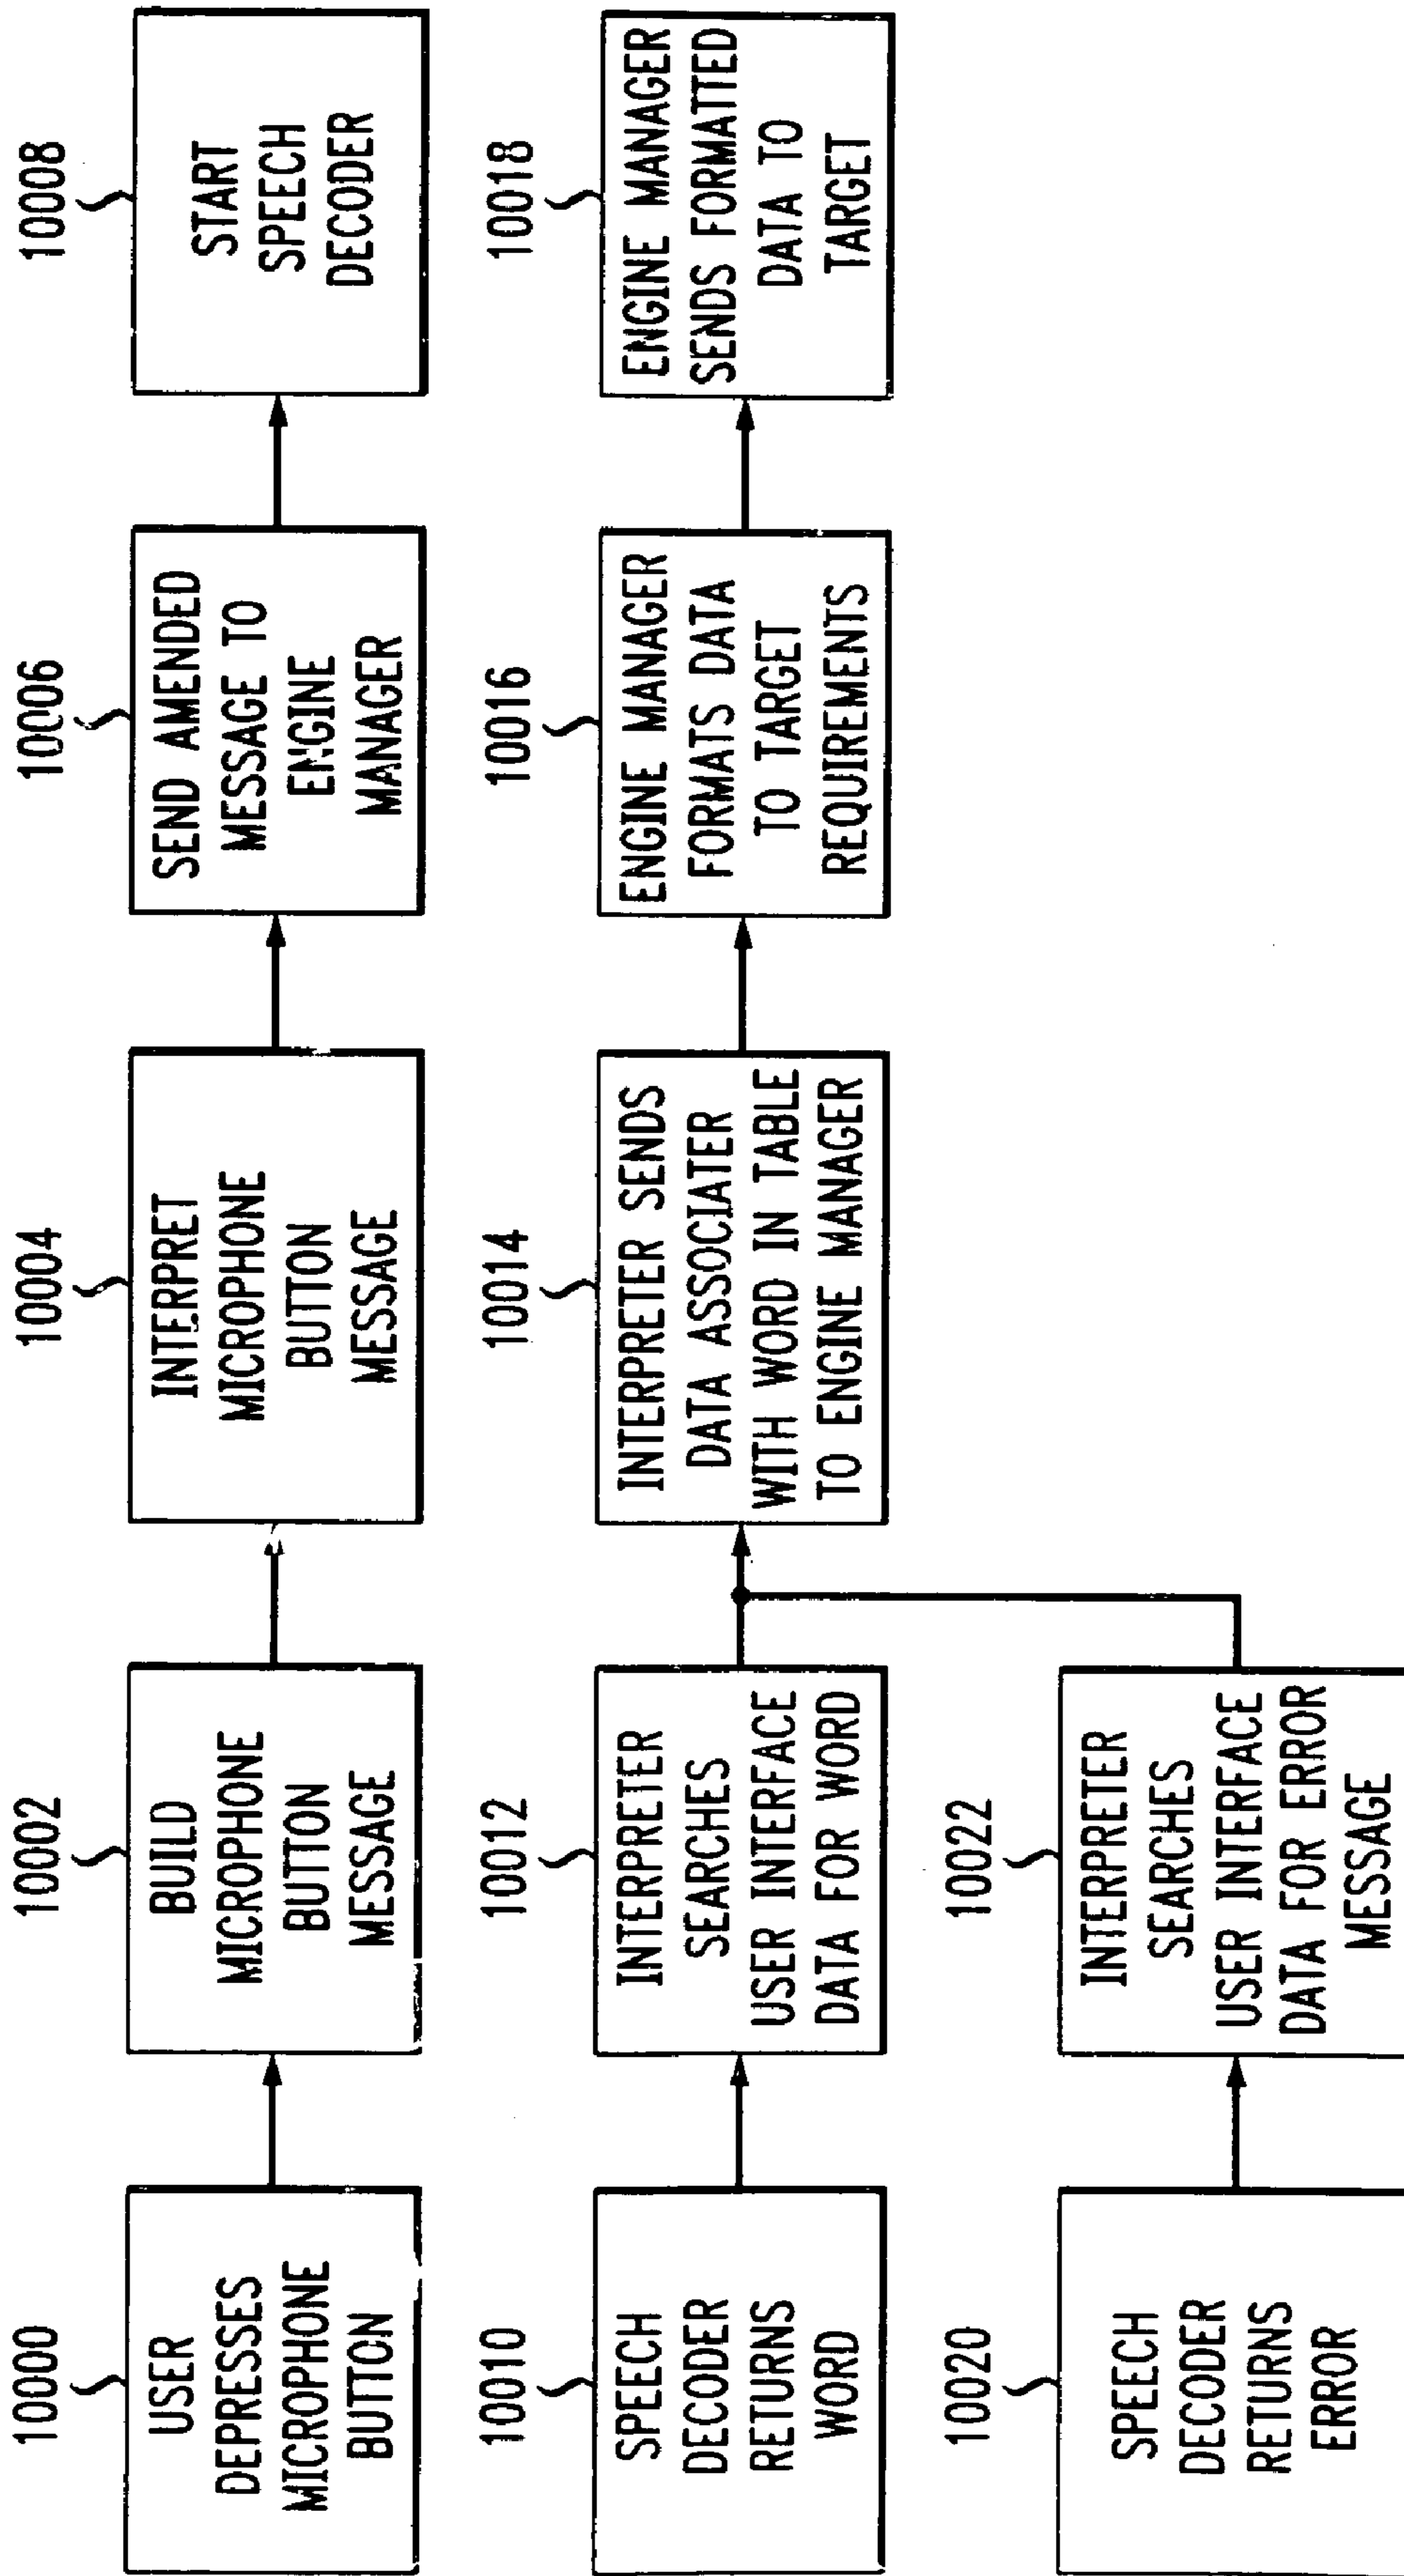 10000
USER
DEPRESSES
MICROPHONE
BUTTON
10002
BUILD
MICROPHONE
BUTTON
MESSAGE
10004
INTERPRET
MICROPHONE
BUTTON
MESSAGE
10006
SEND AMENDED
MESSAGE TO
ENGINE
MANAGER
10008
START
SPEECH
DECODER
10010
SPEECH
DECODER
RETURNS
WORD
10012
INTERPRETER
SEARCHES
USER INTERFACE
DATA FOR WORD
10014
INTERPRETER SENDS
DATA ASSOCIATER
WITH WORD IN TABLE
TO ENGINE MANAGER
10016
ENGINE MANAGER
FORMATS DATA
TO TARGET
REQUIREMENTS
10018
ENGINE MANAGER
SENDS FORMATTED
DATA TO
TARGET
10020
SPEECH
DECODER
RETURNS
ERROR
10022
INTERPRETER
SEARCHES
USER INTERFACE
DATA FOR ERROR
MESSAGE